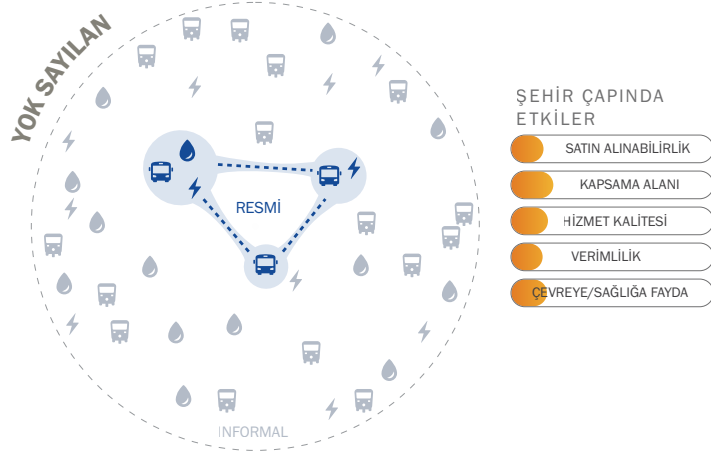 YOK SAYILAN
RESMİ
INFORMAL
ŞEHİR ÇAPINDA
ETKİLER
SATIN ALINABİLİRLİK
KAPSAMA ALANI
HİZMET KALİTESİ
VERİMLİLİK
ÇEVREYE/SAĞLIĞA FAYDA